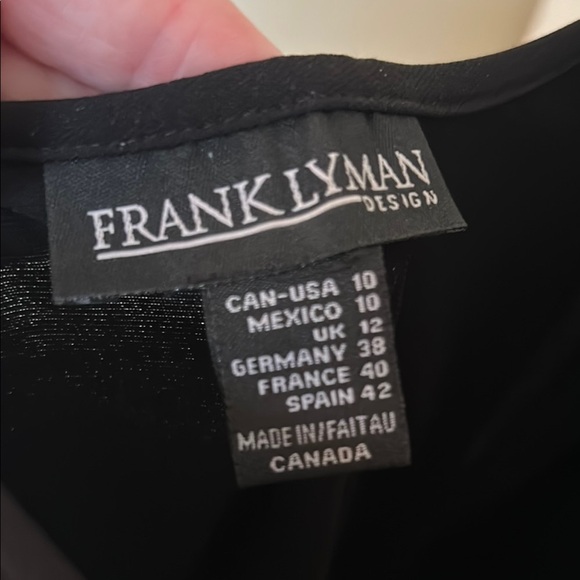 FRANK LYMAN
DESIGN
CAN-USA 10
MEXICO 10
UK 12
GERMANY 38
FRANCE 40
SPAIN 42
MADE IN/FAIT AU
CANADA